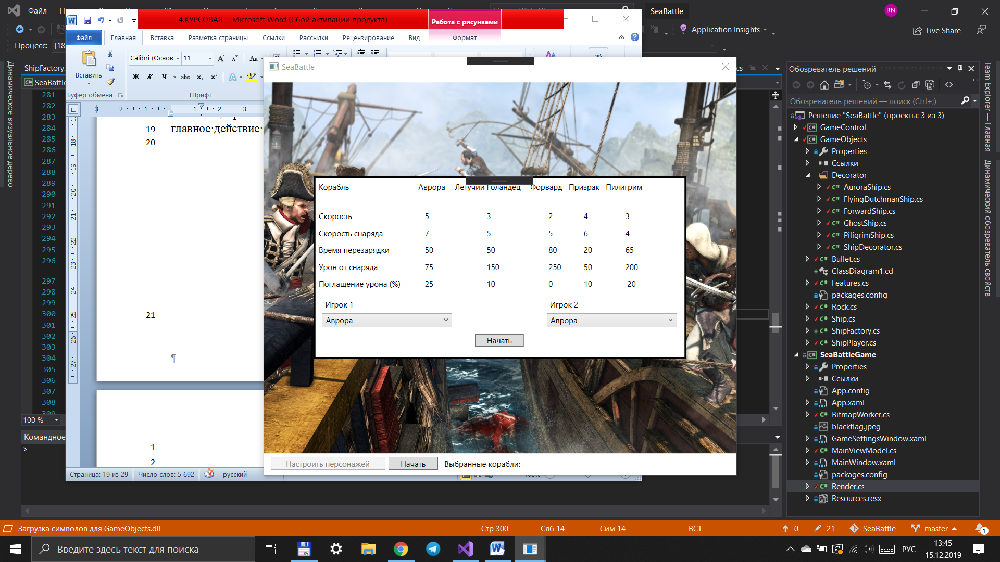 Файл
SeaBattle
BN
Application Insights
Live Share
Процесс:
[18
4.КУРСОВАЯ - Microsoft Word (Сбой активации продукта)
Работа с рисунками
Файл
Главная
Вставка
Разметка страницы
Ссылки
Рассылки
Рецензирование
Вид
Формат
Calibri (Основ
11
Вставить
Буфер обмена
Шрифт
ShipFactory.
SeaBattle
Динамическое визуальное дерево
281
282
283
284
285
286
287
288
289
290
291
292
293
294
295
296
297
298
299
300
301
302
303
304
305
306
307
308
309
100 %
Командное
>
19
главное·действие·
20
21
¶
1
2
Страница: 19 из 29
Число слов: 5 692
русский
SeaBattle
Корабль Аврора Летучий Голандец Форвард Призрак Пилигрим
Скорость 5 3 2 4 3
Скорость снаряда 7 5 5 6 4
Время перезарядки 50 50 80 20 65
Урон от снаряда 75 150 250 50 200
Поглащение урона (%) 25 10 0 10 20
Игрок 1 Игрок 2
Аврора Аврора
Начать
Настроить персонажей
Начать
Выбранные корабли:
cs
Обозреватель решений
Обозреватель решений — поиск (Ctrl+;)
Решение "SeaBattle" (проекты: 3 из 3)
GameControl
GameObjects
Properties
Ссылки
Decorator
AuroraShip.cs
FlyingDutchmanShip.cs
ForwardShip.cs
GhostShip.cs
PiligrimShip.cs
ShipDecorator.cs
Bullet.cs
ClassDiagram1.cd
Features.cs
packages.config
Rock.cs
Ship.cs
ShipFactory.cs
ShipPlayer.cs
SeaBattleGame
Properties
Ссылки
App.config
App.xaml
BitmapWorker.cs
blackflag.jpeg
GameSettingsWindow.xaml
MainViewModel.cs
MainWindow.xaml
packages.config
Render.cs
Resources.resx
Team Explorer — Главная
Динамический обозреватель свойств
Загрузка символов для GameObjects.dll
Стр 300
Слб 14
Сим 14
ВСТ
0
21
SeaBattle
master
1
Введите здесь текст для поиска
РУС
13:45
15.12.2019